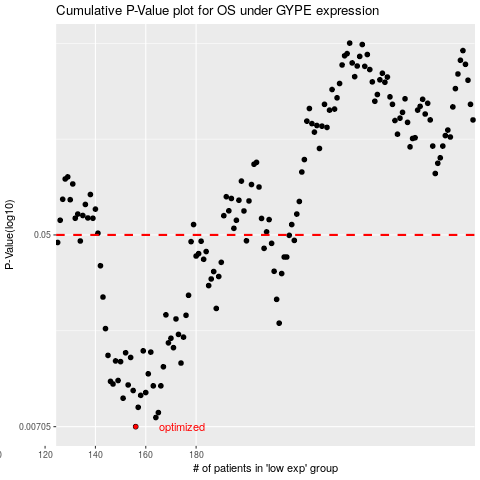 Cumulative P-Value plot for OS under GYPE expression
P-Value(log10)
0.05
0.00705
optimized
0 120 140 160 180
# of patients in 'low exp' group